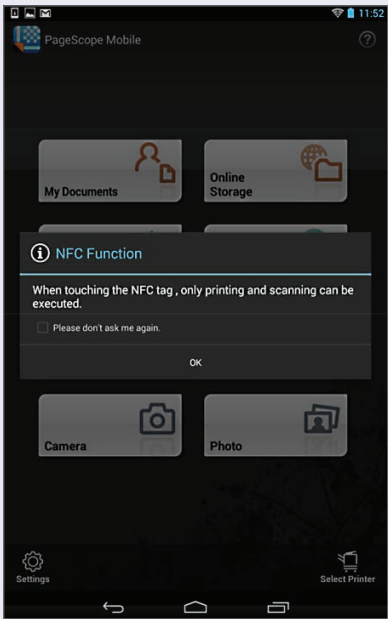 11:52
PageScope Mobile
My Documents
Online
Storage
NFC Function
When touching the NFC tag , only printing and scanning can be
executed.
Please don't ask me again.
OK
Camera
Photo
Settings
Select Printer